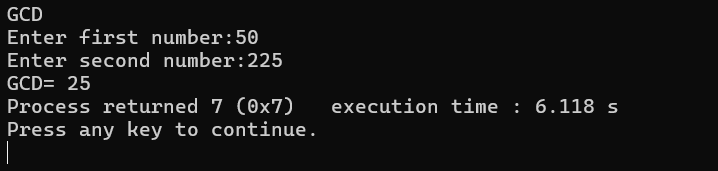 GCD
Enter first number:50
Enter second number:225
GCD= 25
Process returned 7 (0x7)   execution time : 6.118 s
Press any key to continue.